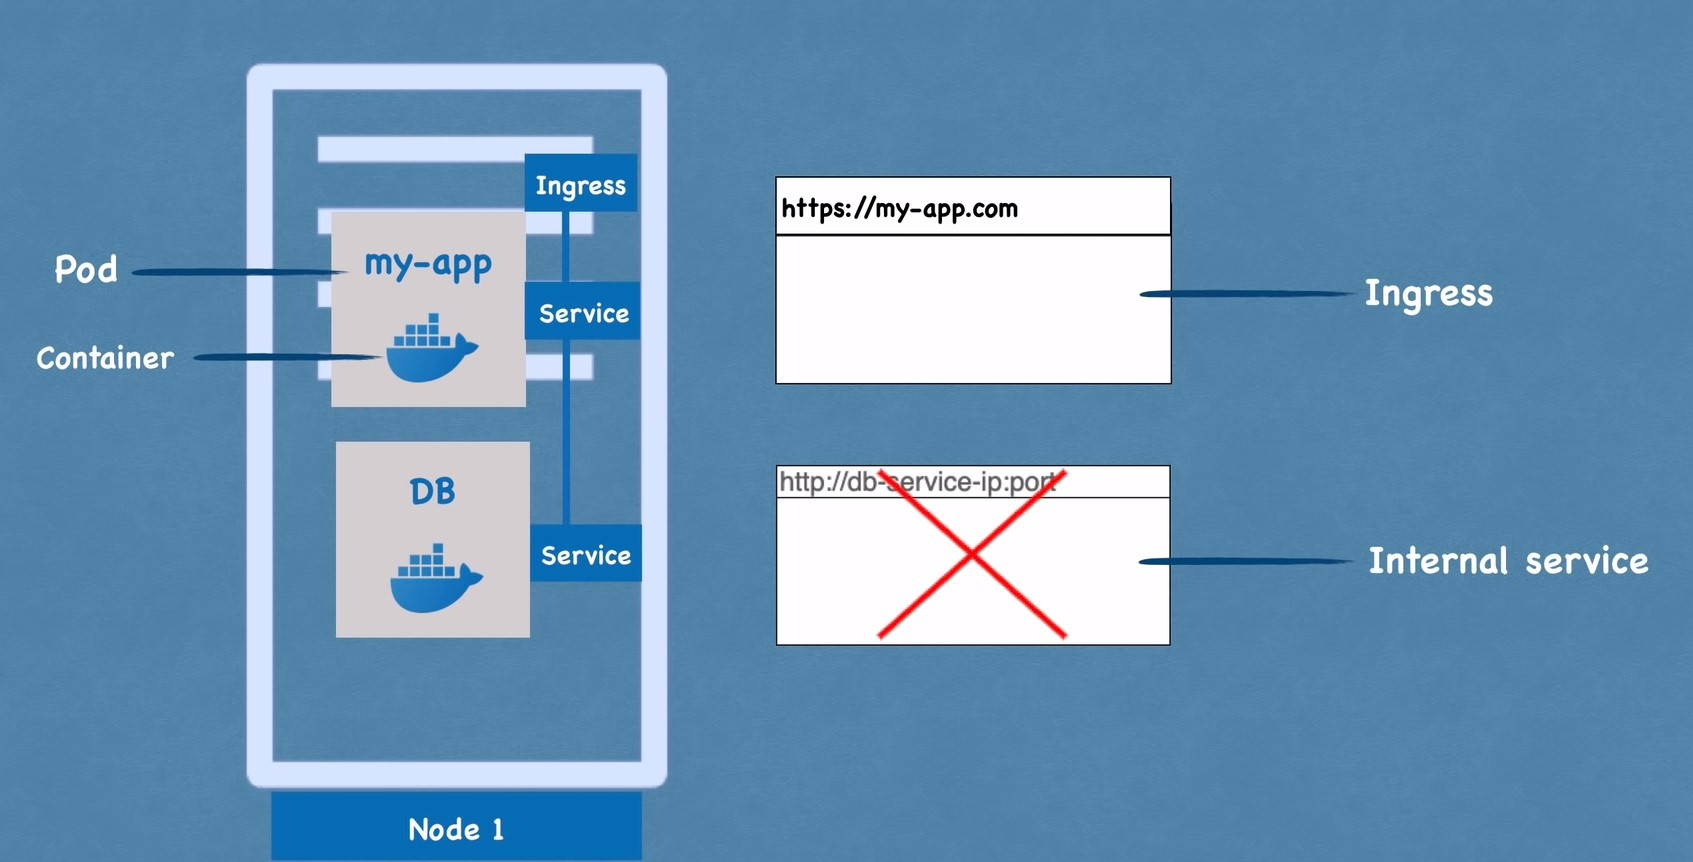 Ingress
https://my-app.com
Pod
my-app
Ingress
Service
Container
DB
http://db-service-ip:port
Service
Internal service
Node 1